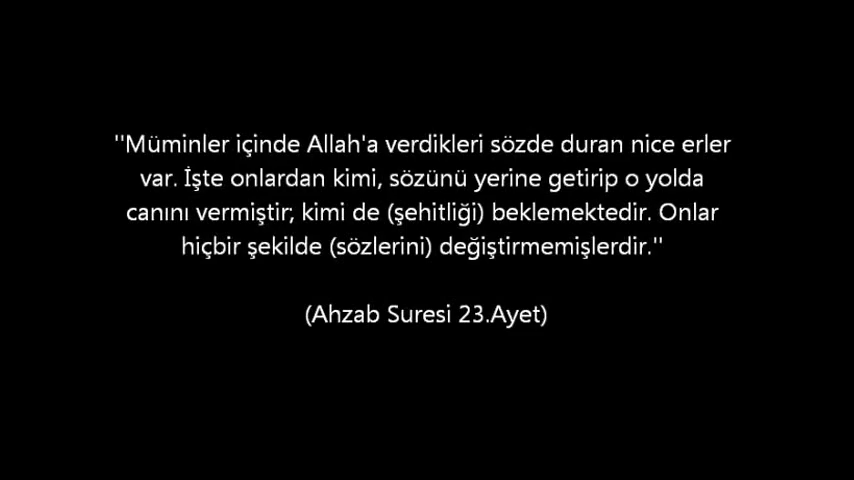 ''Müminler içinde Allah'a verdikleri sözde duran nice erler
var. İşte onlardan kimi, sözünü yerine getirip o yolda
canını vermiştir; kimi de (şehitliği) beklemektedir. Onlar
hiçbir şekilde (sözlerini) değiştirmemişlerdir.''
(Ahzab Suresi 23.Ayet)